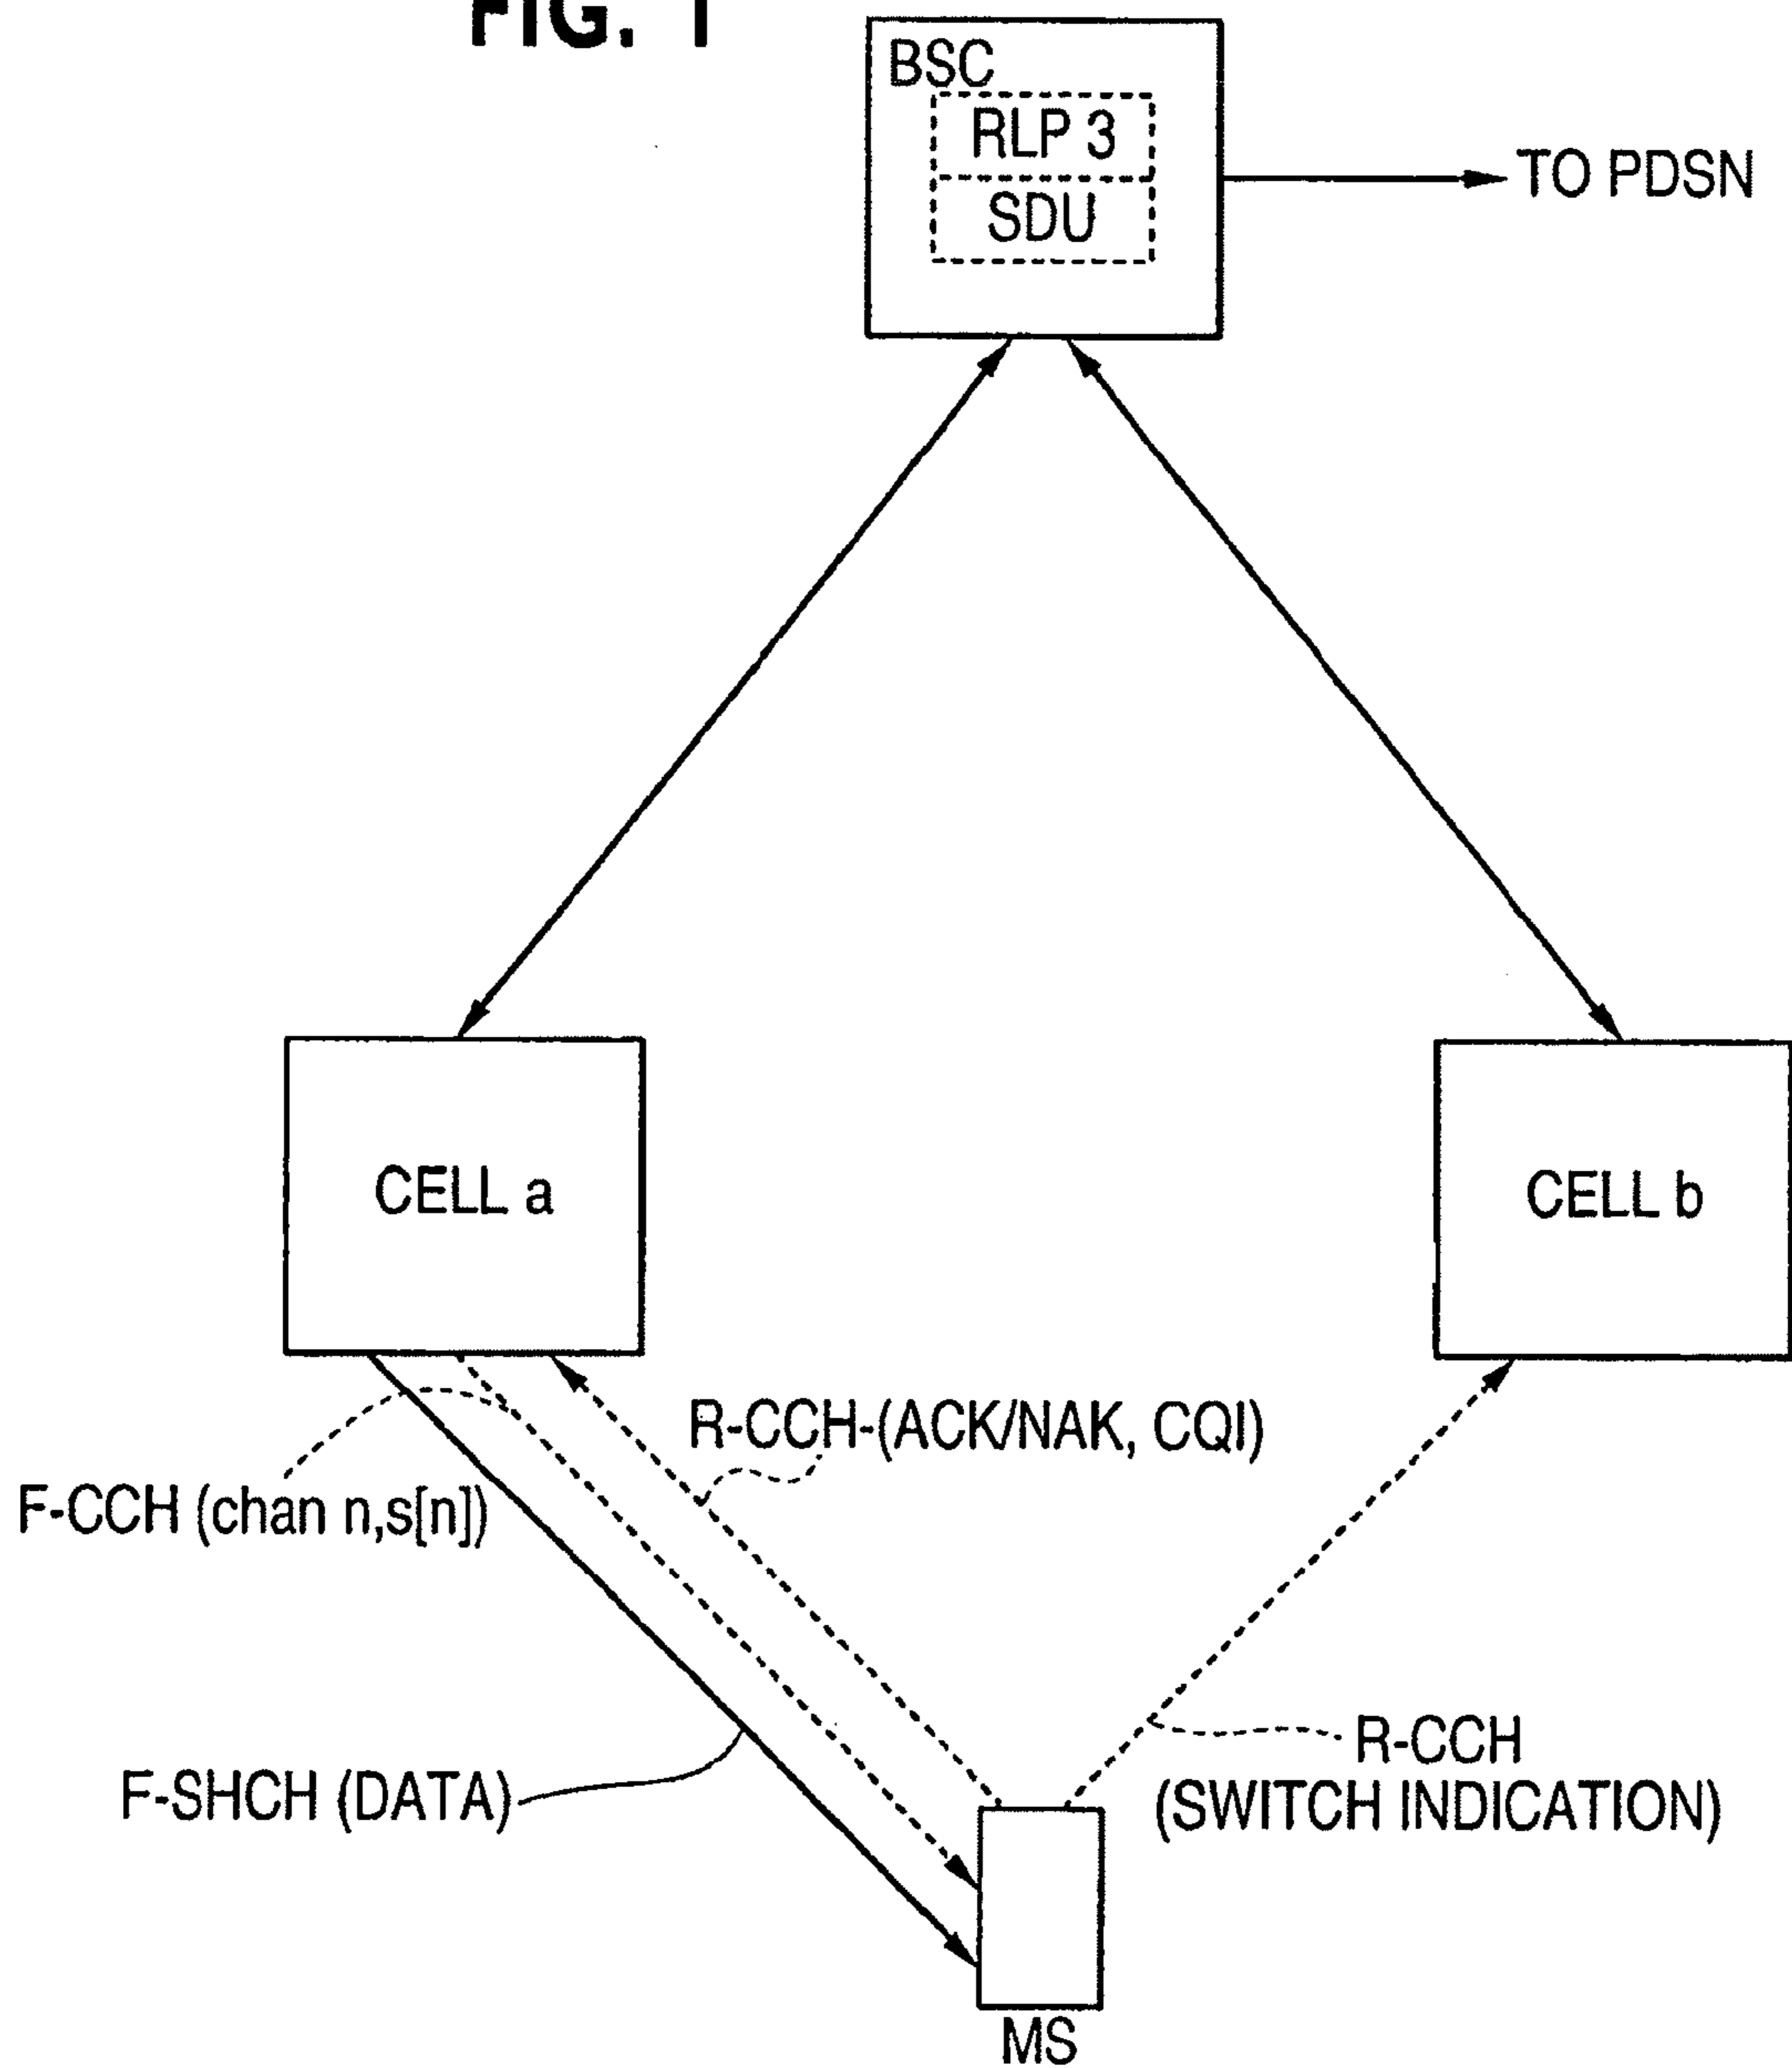 FIG. 1
BSC
RLP 3
SDU
TO PDSN
CELL a
CELL b
R-CCH-(ACK/NAK, CQI)
F-CCH (chan n,s[n])
R-CCH
(SWITCH INDICATION)
F-SHCH (DATA)
MS